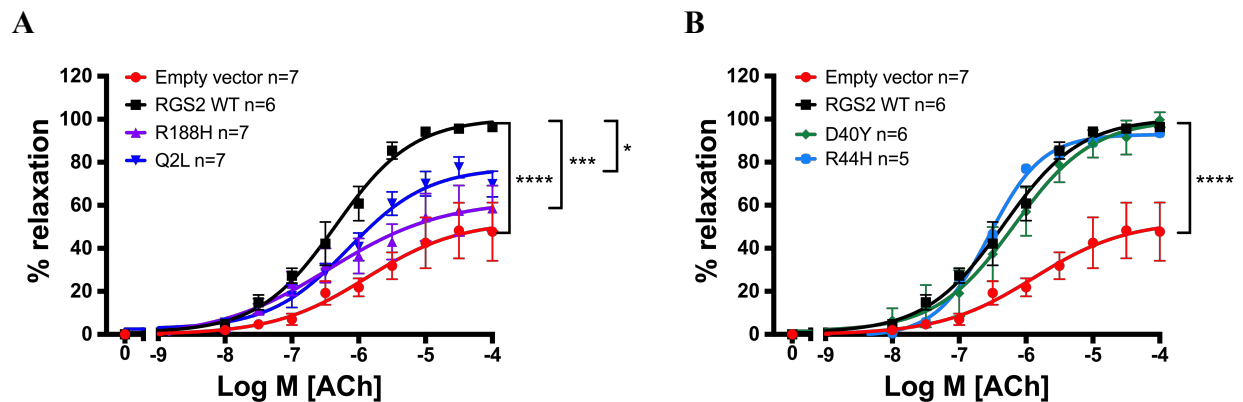 A
Empty vector n=7
RGS2 WT n=6
R188H n=7
Q2L n=7
% relaxation
120
100
80
60
40
20
0
0 -9 -8 -7 -6 -5 -4
Log M [ACh]
****
***
*
B
Empty vector n=7
RGS2 WT n=6
D40Y n=6
R44H n=5
% relaxation
120
100
80
60
40
20
0
0 -9 -8 -7 -6 -5 -4
Log M [ACh]
****